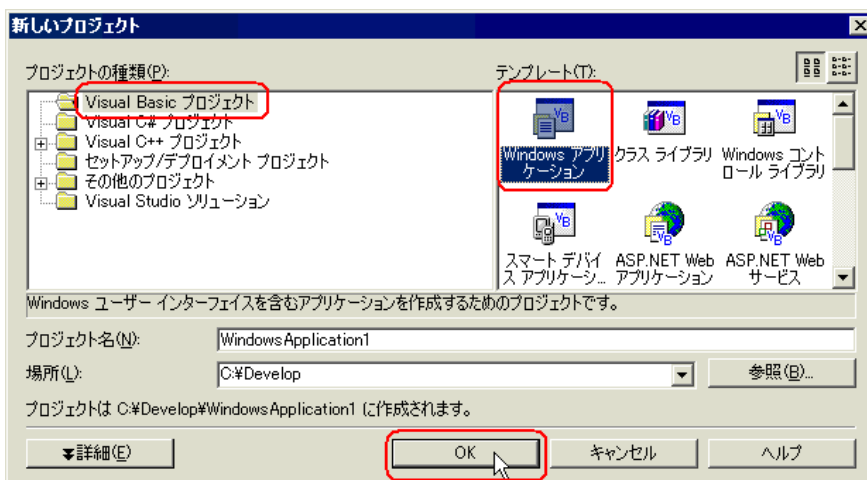 新しいプロジェクト
プロジェクトの種類(P):
テンプレート(T):
Visual Basic プロジェクト
Visual C# プロジェクト
Visual C++ プロジェクト
セットアップ/デプロイメント プロジェクト
その他のプロジェクト
Visual Studio ソリューション
Windows アプリ
ケーション
クラス ライブラリ
Windows コント
ロール ライブラリ
スマート デバイ
ス アプリケーシ...
ASP.NET Web
アプリケーション
ASP.NET Web
サービス
Windows ユーザー インターフェイスを含むアプリケーションを作成するためのプロジェクトです。
プロジェクト名(N):
WindowsApplication1
場所(L):
C:¥Develop
参照(B)...
プロジェクトは C:¥Develop¥WindowsApplication1 に作成されます。
詳細(E)
OK
キャンセル
ヘルプ